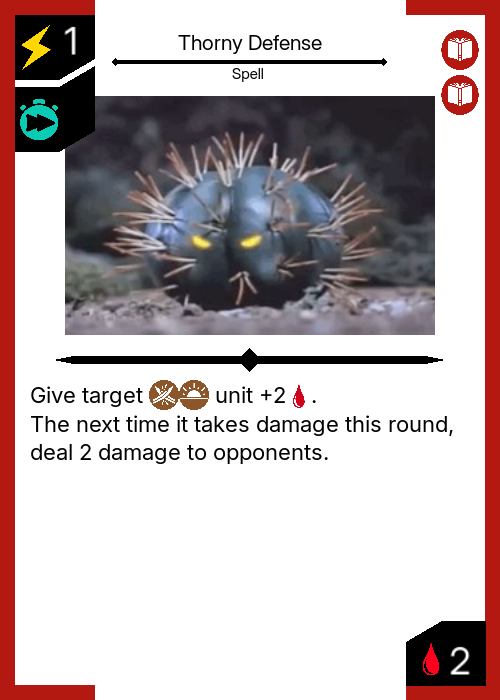 1
Thorny Defense
Spell
Give target unit +2 .
The next time it takes damage this round,
deal 2 damage to opponents.
2